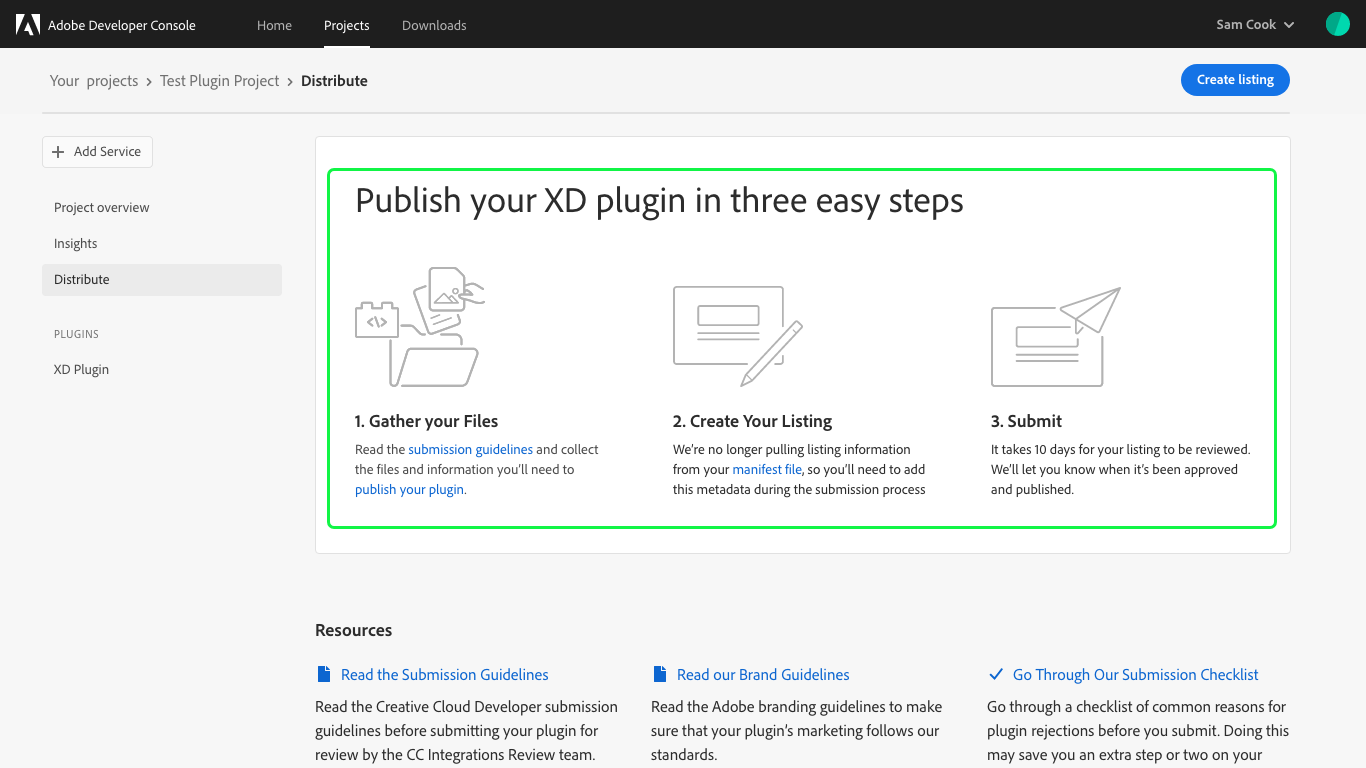 Adobe Developer Console Home Projects Downloads Sam Cook
Your projects › Test Plugin Project › Distribute Create listing
Add Service
Project overview
Insights
Distribute
PLUGINS
XD Plugin
Publish your XD plugin in three easy steps
</>
1. Gather your Files
Read the submission guidelines and collect
the files and information you'll need to
publish your plugin.
2. Create Your Listing
We're no longer pulling listing information
from your manifest file, so you'll need to add
this metadata during the submission process
3. Submit
It takes 10 days for your listing to be reviewed.
We'll let you know when it's been approved
and published.
Resources
Read the Submission Guidelines
Read the Creative Cloud Developer submission
guidelines before submitting your plugin for
review by the CC Integrations Review team.
Read our Brand Guidelines
Read the Adobe branding guidelines to make
sure that your plugin's marketing follows our
standards.
Go Through Our Submission Checklist
Go through a checklist of common reasons for
plugin rejections before you submit. Doing this
may save you an extra step or two on your